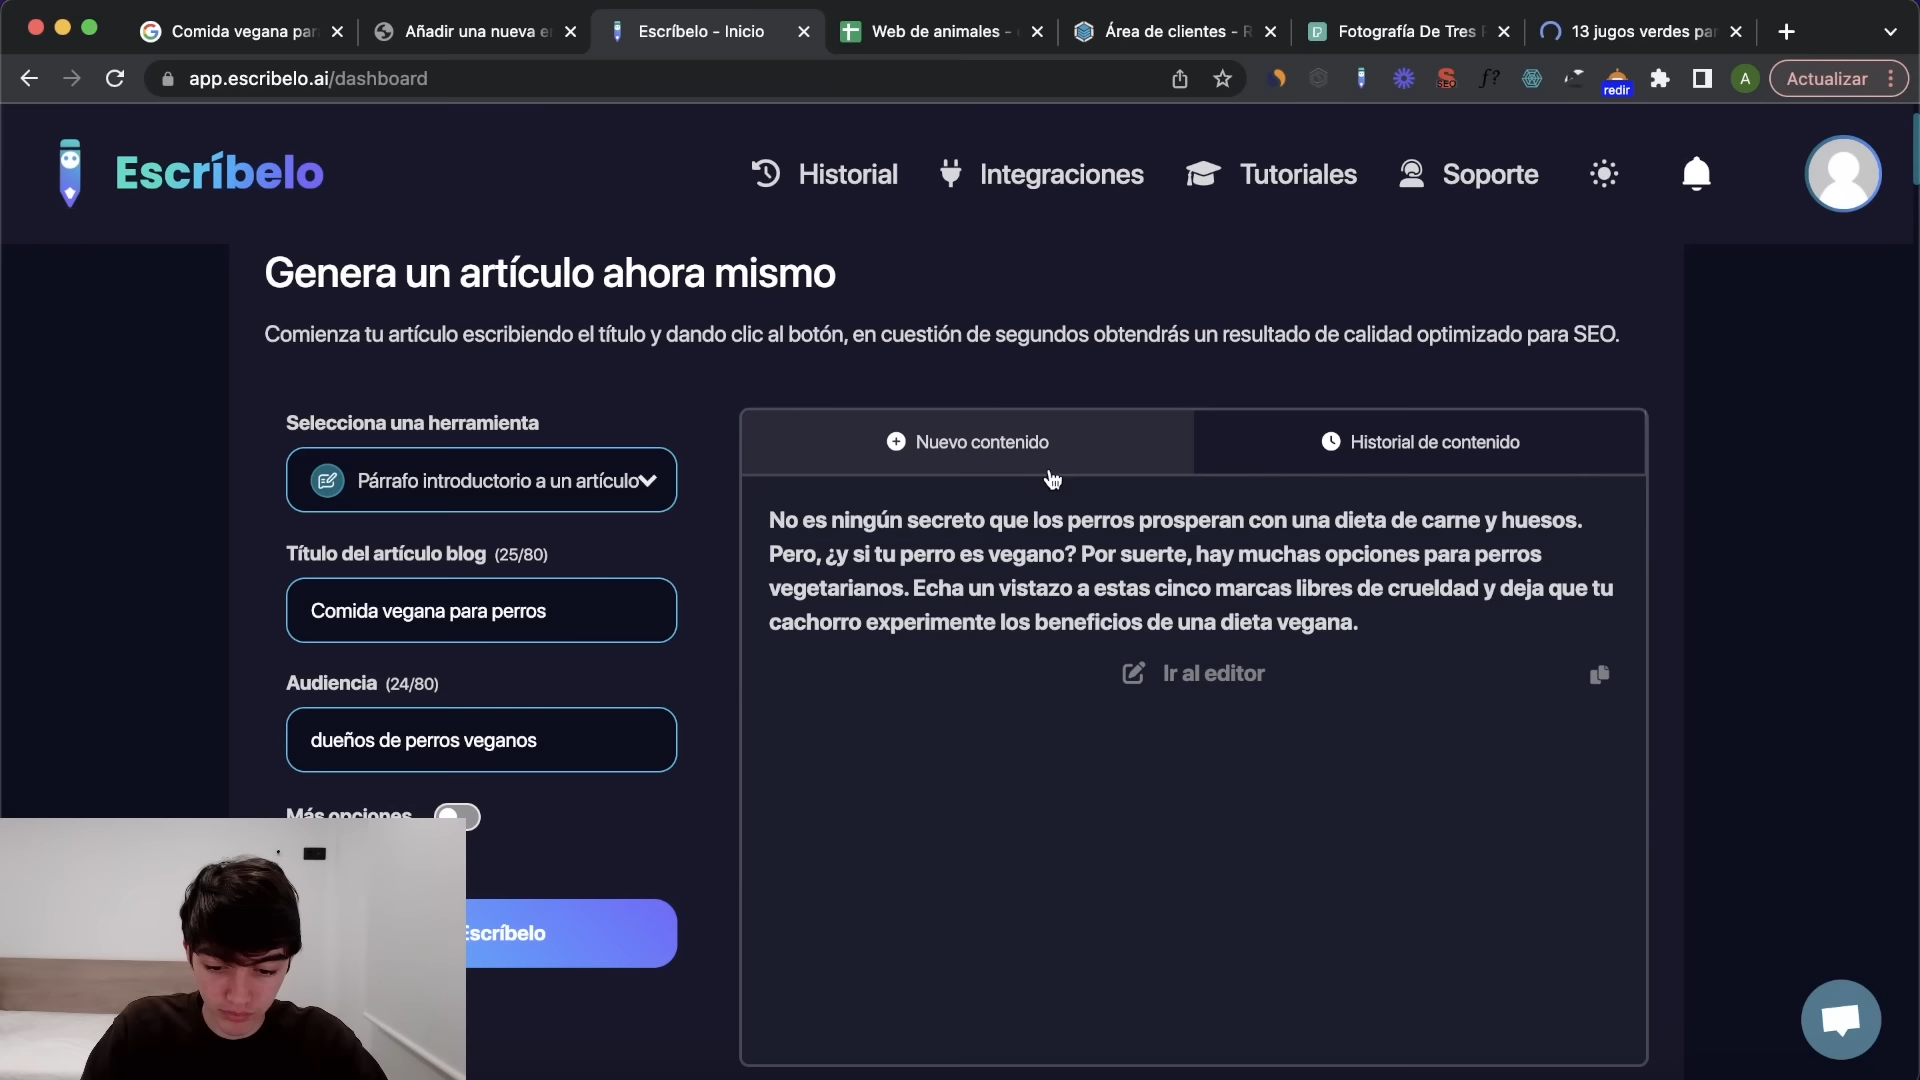 Comida vegana par
Añadir una nueva e
Escríbelo - Inicio
Web de animales -
Área de clientes - R
Fotografía De Tres P
13 jugos verdes pa
app.escribelo.ai/dashboard
SEO
f?
redir
A
Actualizar
Escríbelo
Historial
Integraciones
Tutoriales
Soporte
Genera un artículo ahora mismo
Comienza tu artículo escribiendo el título y dando clic al botón, en cuestión de segundos obtendrás un resultado de calidad optimizado para SEO.
Selecciona una herramienta
Párrafo introductorio a un artículo
Título del artículo blog (25/80)
Comida vegana para perros
Audiencia (24/80)
dueños de perros veganos
Más opciones
Escríbelo
Nuevo contenido
Historial de contenido
No es ningún secreto que los perros prosperan con una dieta de carne y huesos.
Pero, ¿y si tu perro es vegano? Por suerte, hay muchas opciones para perros
vegetarianos. Echa un vistazo a estas cinco marcas libres de crueldad y deja que tu
cachorro experimente los beneficios de una dieta vegana.
Ir al editor